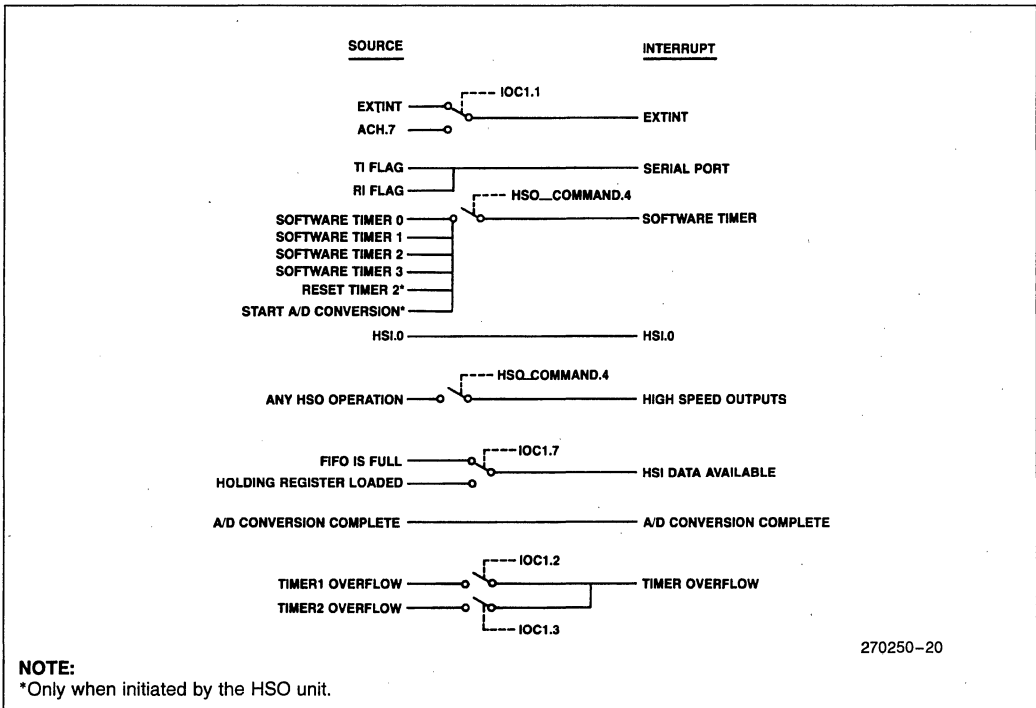 SOURCE INTERRUPT
IOC1.1
EXTINT EXTINT
ACH.7
TI FLAG SERIAL PORT
RI FLAG
HSO_COMMAND.4
SOFTWARE TIMER 0 SOFTWARE TIMER
SOFTWARE TIMER 1
SOFTWARE TIMER 2
SOFTWARE TIMER 3
RESET TIMER 2*
START A/D CONVERSION*
HSI.0 HSI.0
HSO_COMMAND.4
ANY HSO OPERATION HIGH SPEED OUTPUTS
IOC1.7
FIFO IS FULL
HSI DATA AVAILABLE
HOLDING REGISTER LOADED
A/D CONVERSION COMPLETE A/D CONVERSION COMPLETE
IOC1.2
TIMER1 OVERFLOW TIMER OVERFLOW
TIMER2 OVERFLOW
IOC1.3
270250-20
NOTE:
*Only when initiated by the HSO unit.